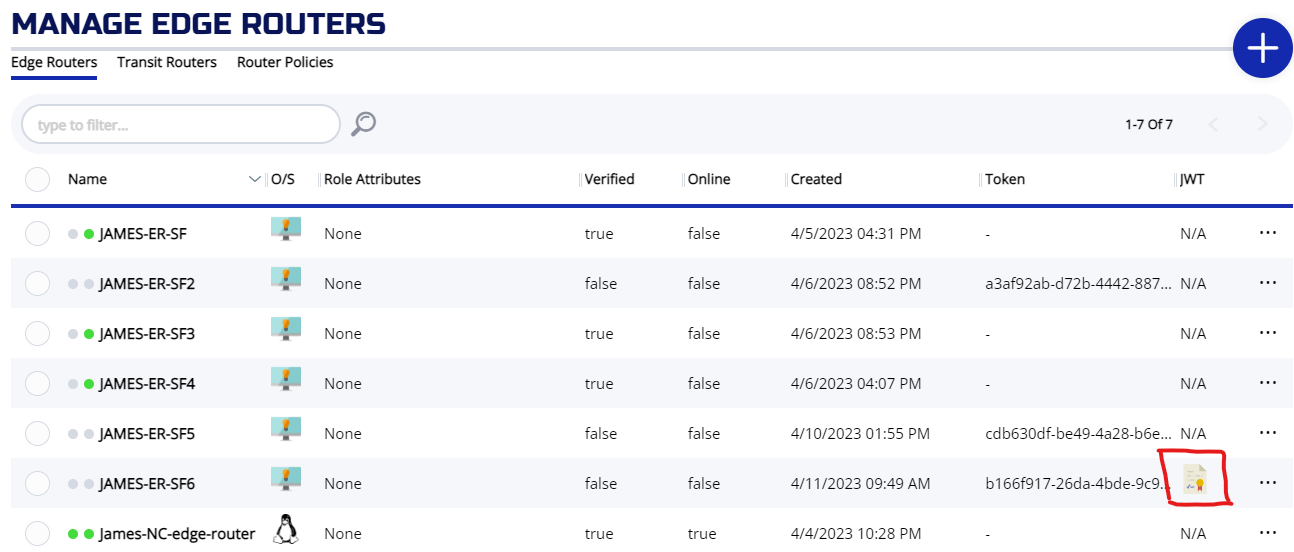 MANAGE EDGE ROUTERS
Edge Routers Transit Routers Router Policies
type to filter... 1-7 Of 7
Name O/S Role Attributes Verified Online Created Token JWT
JAMES-ER-SF None true false 4/5/2023 04:31 PM - N/A ...
JAMES-ER-SF2 None false false 4/6/2023 08:52 PM a3af92ab-d72b-4442-887... N/A ...
JAMES-ER-SF3 None true false 4/6/2023 08:53 PM - N/A ...
JAMES-ER-SF4 None true false 4/6/2023 04:07 PM - N/A ...
JAMES-ER-SF5 None false false 4/10/2023 01:55 PM cdb630df-be49-4a28-b6e... N/A ...
JAMES-ER-SF6 None false false 4/11/2023 09:49 AM b166f917-26da-4bde-9c9... ...
James-NC-edge-router None true true 4/4/2023 10:28 PM - N/A ...